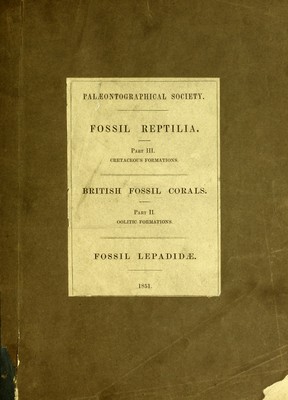 PALÆONTOGRAPHICAL SOCIETY.
FOSSIL REPTILIA.
PART III.
CRETACEOUS FORMATIONS.
BRITISH FOSSIL CORALS.
PART II.
OOLITIC FORMATIONS.
FOSSIL LEPADIDÆ.
1851.